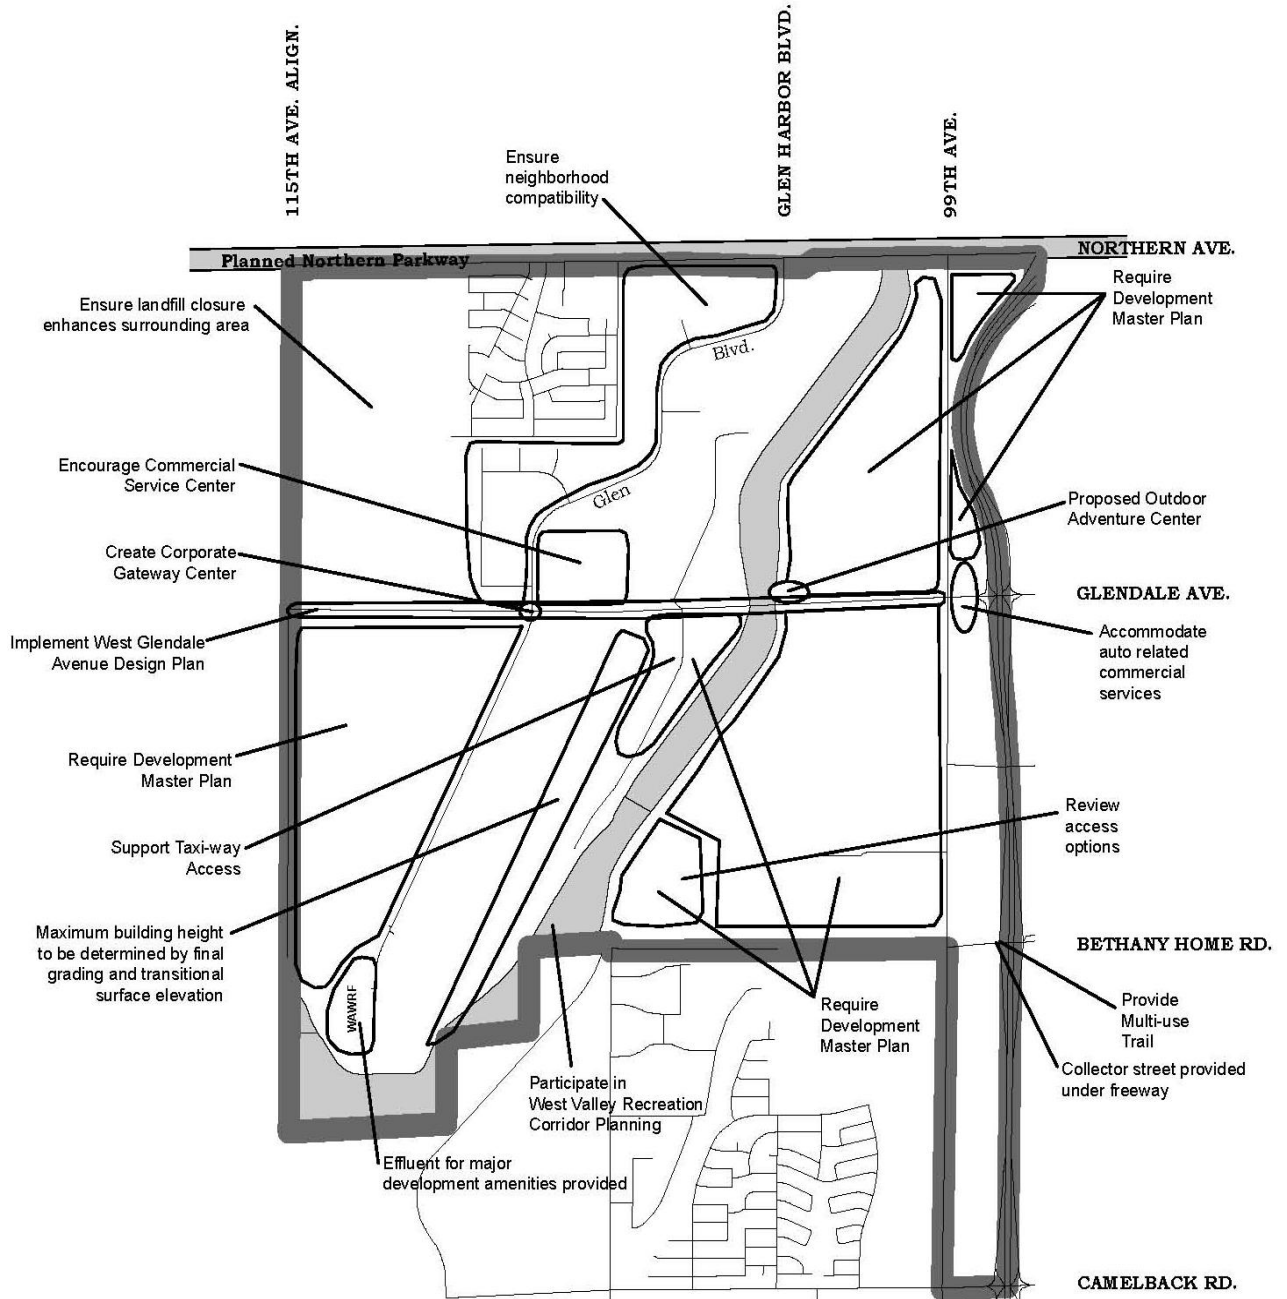 115TH AVE. ALIGN.
GLEN HARBOR BLVD.
99TH AVE.
Ensure
neighborhood
compatibility
NORTHERN AVE.
Planned Northern Parkway
Require
Development
Master Plan
Ensure landfill closure
enhances surrounding area
Blvd.
Encourage Commercial
Service Center
Glen
Proposed Outdoor
Adventure Center
Create Corporate
Gateway Center
GLENDALE AVE.
Implement West Glendale
Avenue Design Plan
Accommodate
auto related
commercial
services
Require Development
Master Plan
Review
access
options
Support Taxi-way
Access
Maximum building height
to be determined by final
grading and transitional
surface elevation
BETHANY HOME RD.
WAWRF
Require
Development
Master Plan
Provide
Multi-use
Trail
Collector street provided
under freeway
Participate in
West Valley Recreation
Corridor Planning
Effluent for major
development amenities provided
CAMELBACK RD.